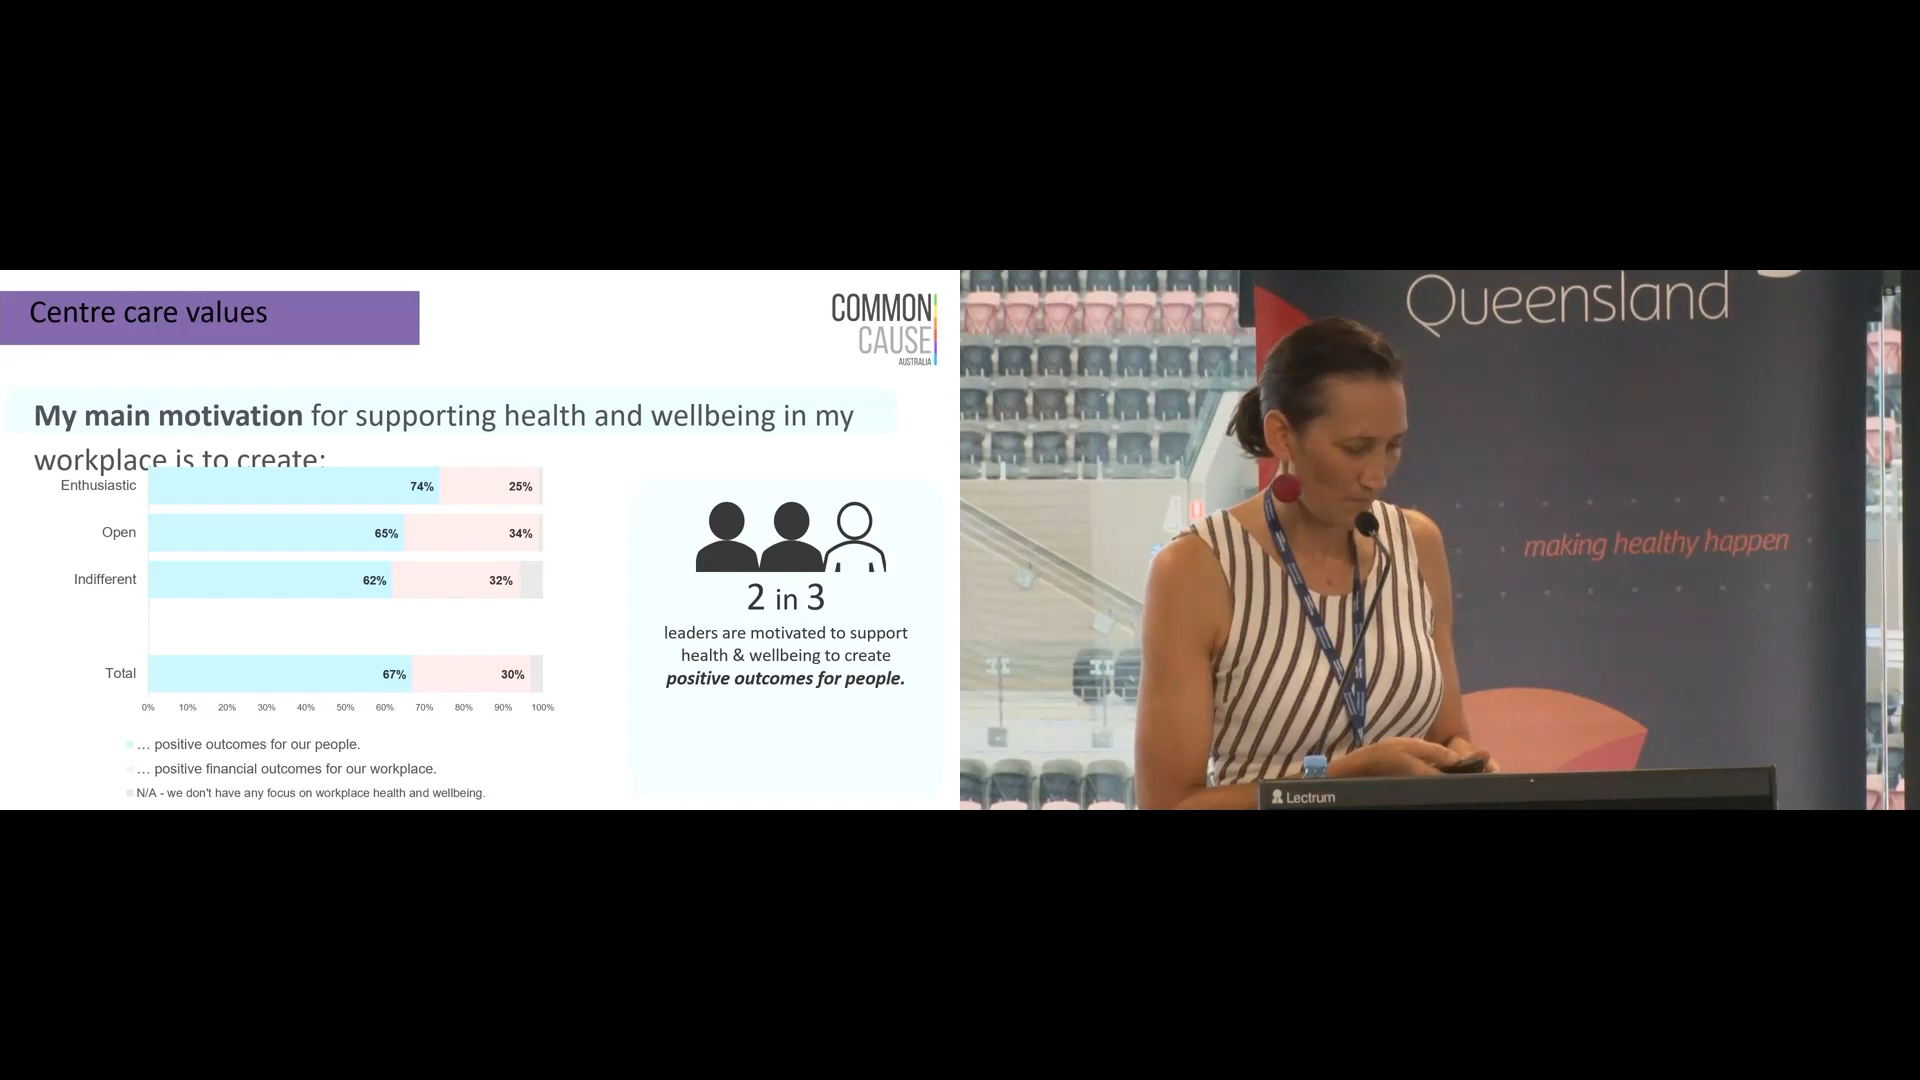 Centre care values
COMMON
CAUSE
AUSTRALIA
My main motivation for supporting health and wellbeing in my
workplace is to create:
Enthusiastic 74% 25%
Open 65% 34%
Indifferent 62% 32%
Total 67% 30%
0% 10% 20% 30% 40% 50% 60% 70% 80% 90% 100%
… positive outcomes for our people.
… positive financial outcomes for our workplace.
N/A - we don't have any focus on workplace health and wellbeing.
2 in 3
leaders are motivated to support
health & wellbeing to create
positive outcomes for people.
Queensland
making healthy happen
Lectrum